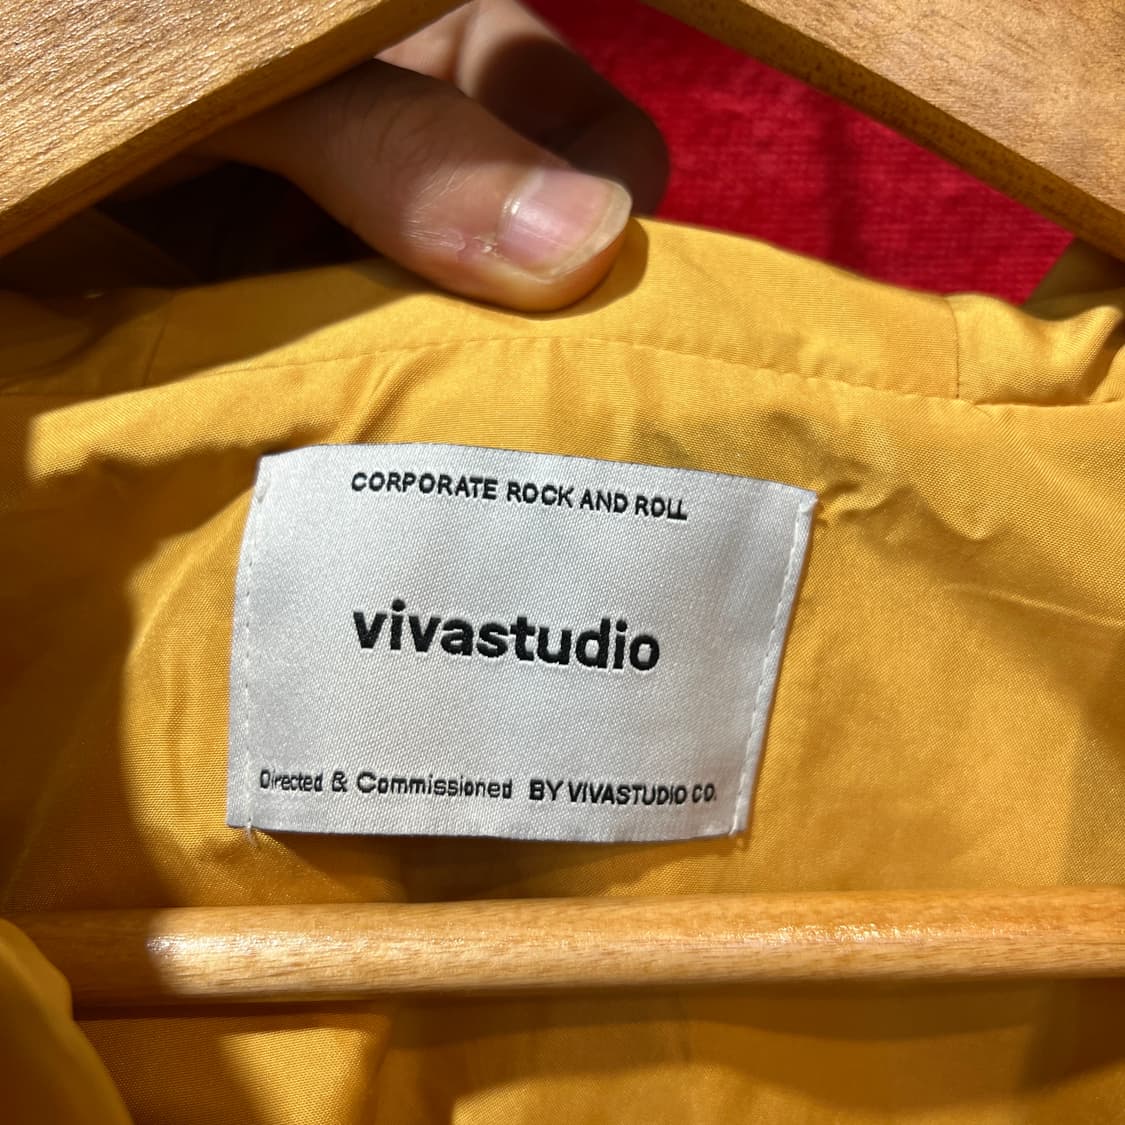 CORPORATE ROCK AND ROLL
vivastudio
Directed & Commissioned BY VIVASTUDIO CO.